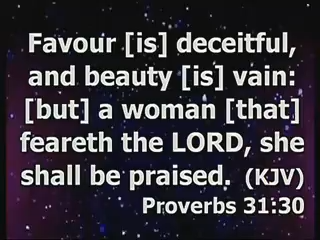 Favour [is] deceitful,
and beauty [is] vain:
[but] a woman [that]
feareth the LORD, she
shall be praised. (KJV)
Proverbs 31:30